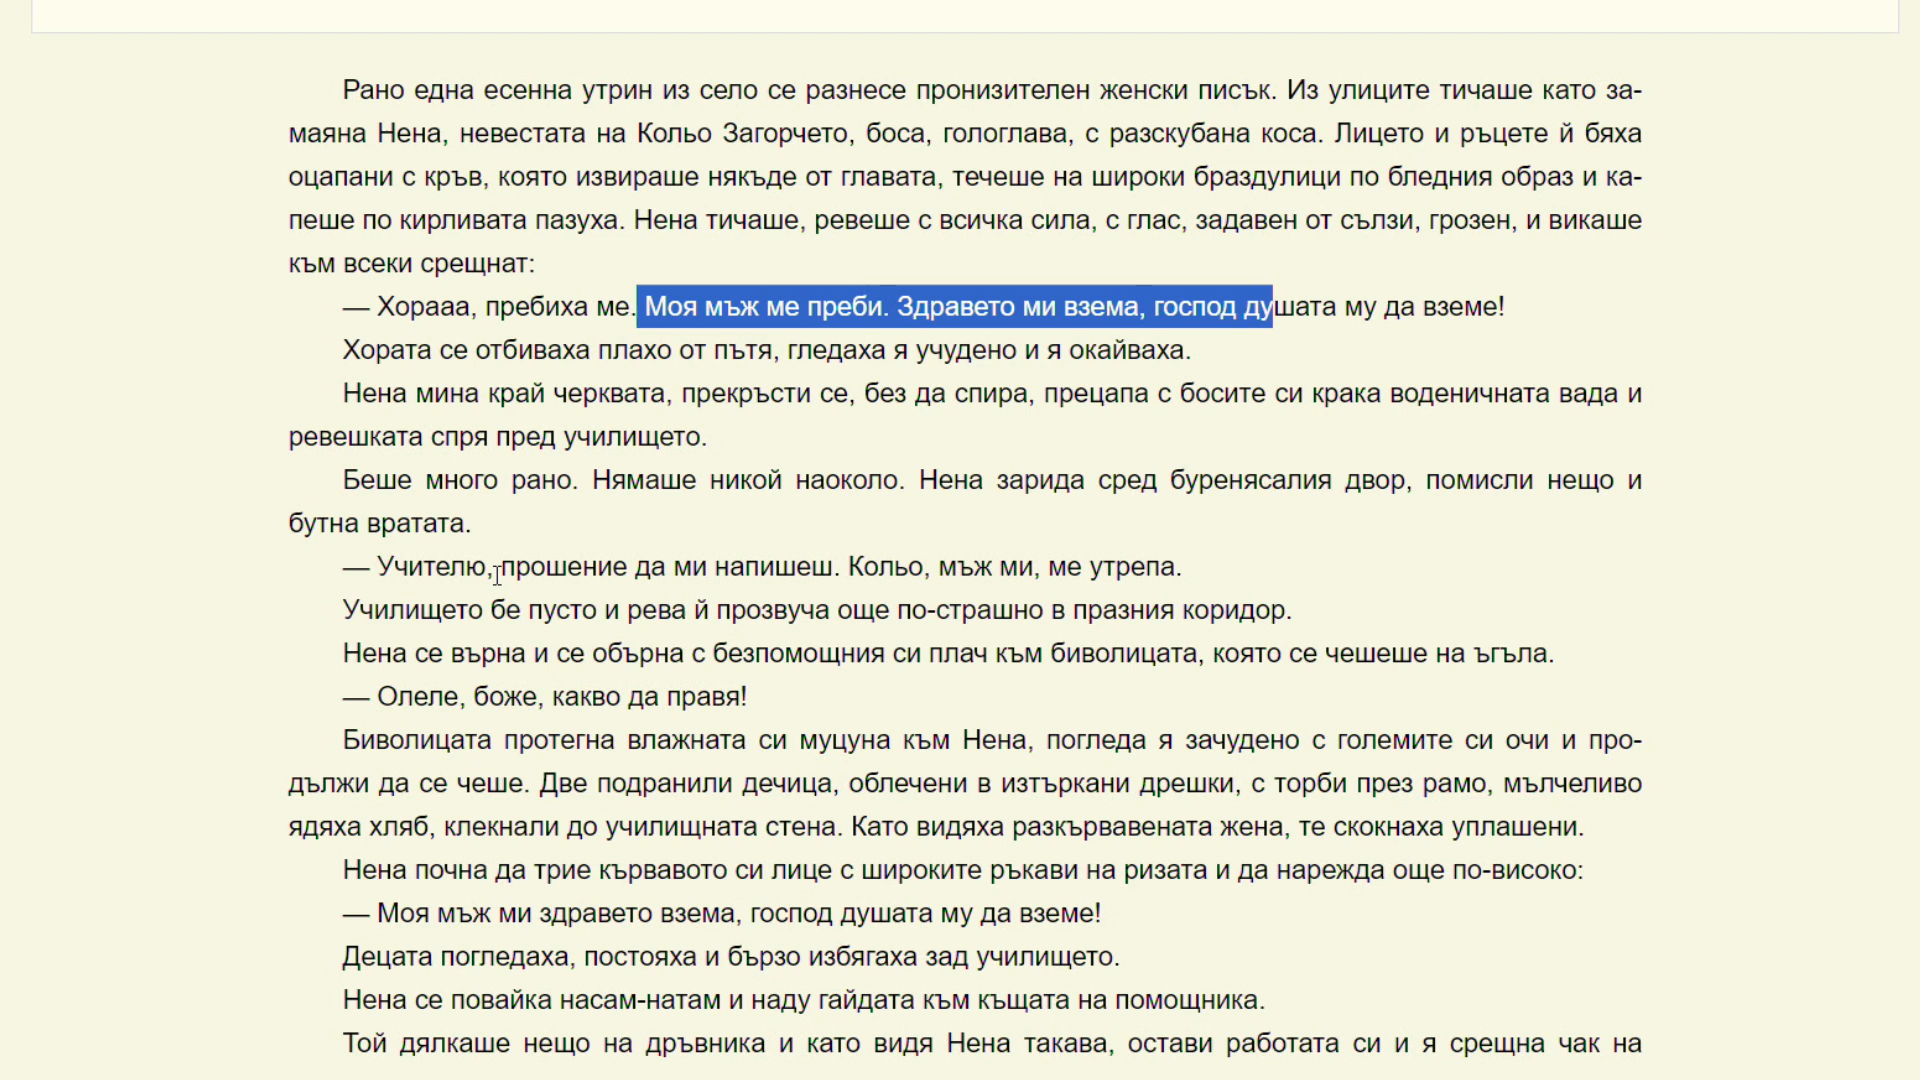 Рано една есенна утрин из село се разнесе пронизителен женски писък. Из улиците тичаше като за-
маяна Нена, невестата на Кольо Загорчето, боса, гологлава, с разскубана коса. Лицето и ръцете й бяха
оцапани с кръв, която извираше някъде от главата, течеше на широки браздулици по бледния образ и ка-
пеше по кирливата пазуха. Нена тичаше, ревеше с всичка сила, с глас, задавен от сълзи, грозен, и викаше
към всеки срещнат:
— Хорааа, пребиха ме. Моя мъж ме преби. Здравето ми взема, господ душата му да вземе!
Хората се отбиваха плахо от пътя, гледаха я учудено и я окайваха.
Нена мина край черквата, прекръсти се, без да спира, прецапа с босите си крака воденичната вада и
ревешката спря пред училището.
Беше много рано. Нямаше никой наоколо. Нена зарида сред буренясалия двор, помисли нещо и
бутна вратата.
— Учителю, прошение да ми напишеш. Кольо, мъж ми, ме утрепа.
Училището бе пусто и рева й прозвуча още по-страшно в празния коридор.
Нена се върна и се обърна с безпомощния си плач към биволицата, която се чешеше на ъгъла.
— Олеле, боже, какво да правя!
Биволицата протегна влажната си муцуна към Нена, погледа я зачудено с големите си очи и про-
дължи да се чеше. Две подранили дечица, облечени в изтъркани дрешки, с торби през рамо, мълчеливо
ядяха хляб, клекнали до училищната стена. Като видяха разкървавената жена, те скокнаха уплашени.
Нена почна да трие кървавото си лице с широките ръкави на ризата и да нарежда още по-високо:
— Моя мъж ми здравето взема, господ душата му да вземе!
Децата погледаха, постояха и бързо избягаха зад училището.
Нена се повайка насам-натам и наду гайдата към къщата на помощника.
Той дялкаше нещо на дръвника и като видя Нена такава, остави работата си и я срещна чак на